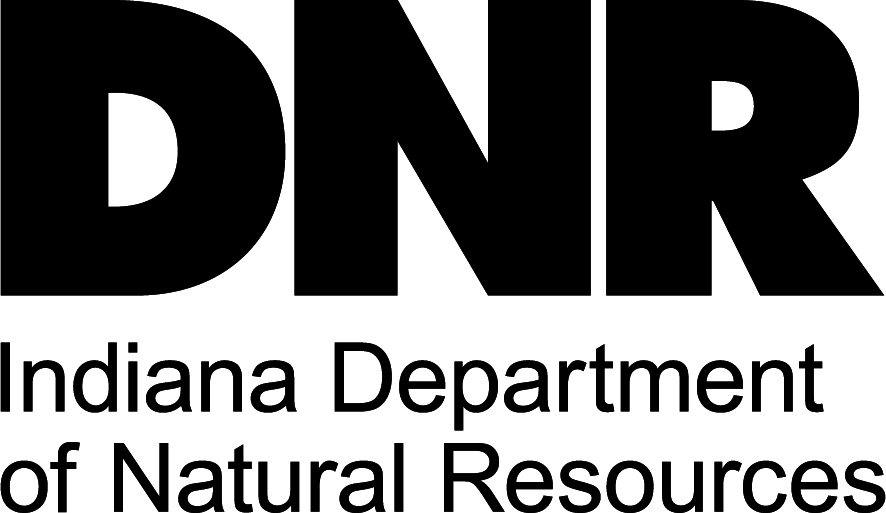 DNR
Indiana Department
of Natural Resources